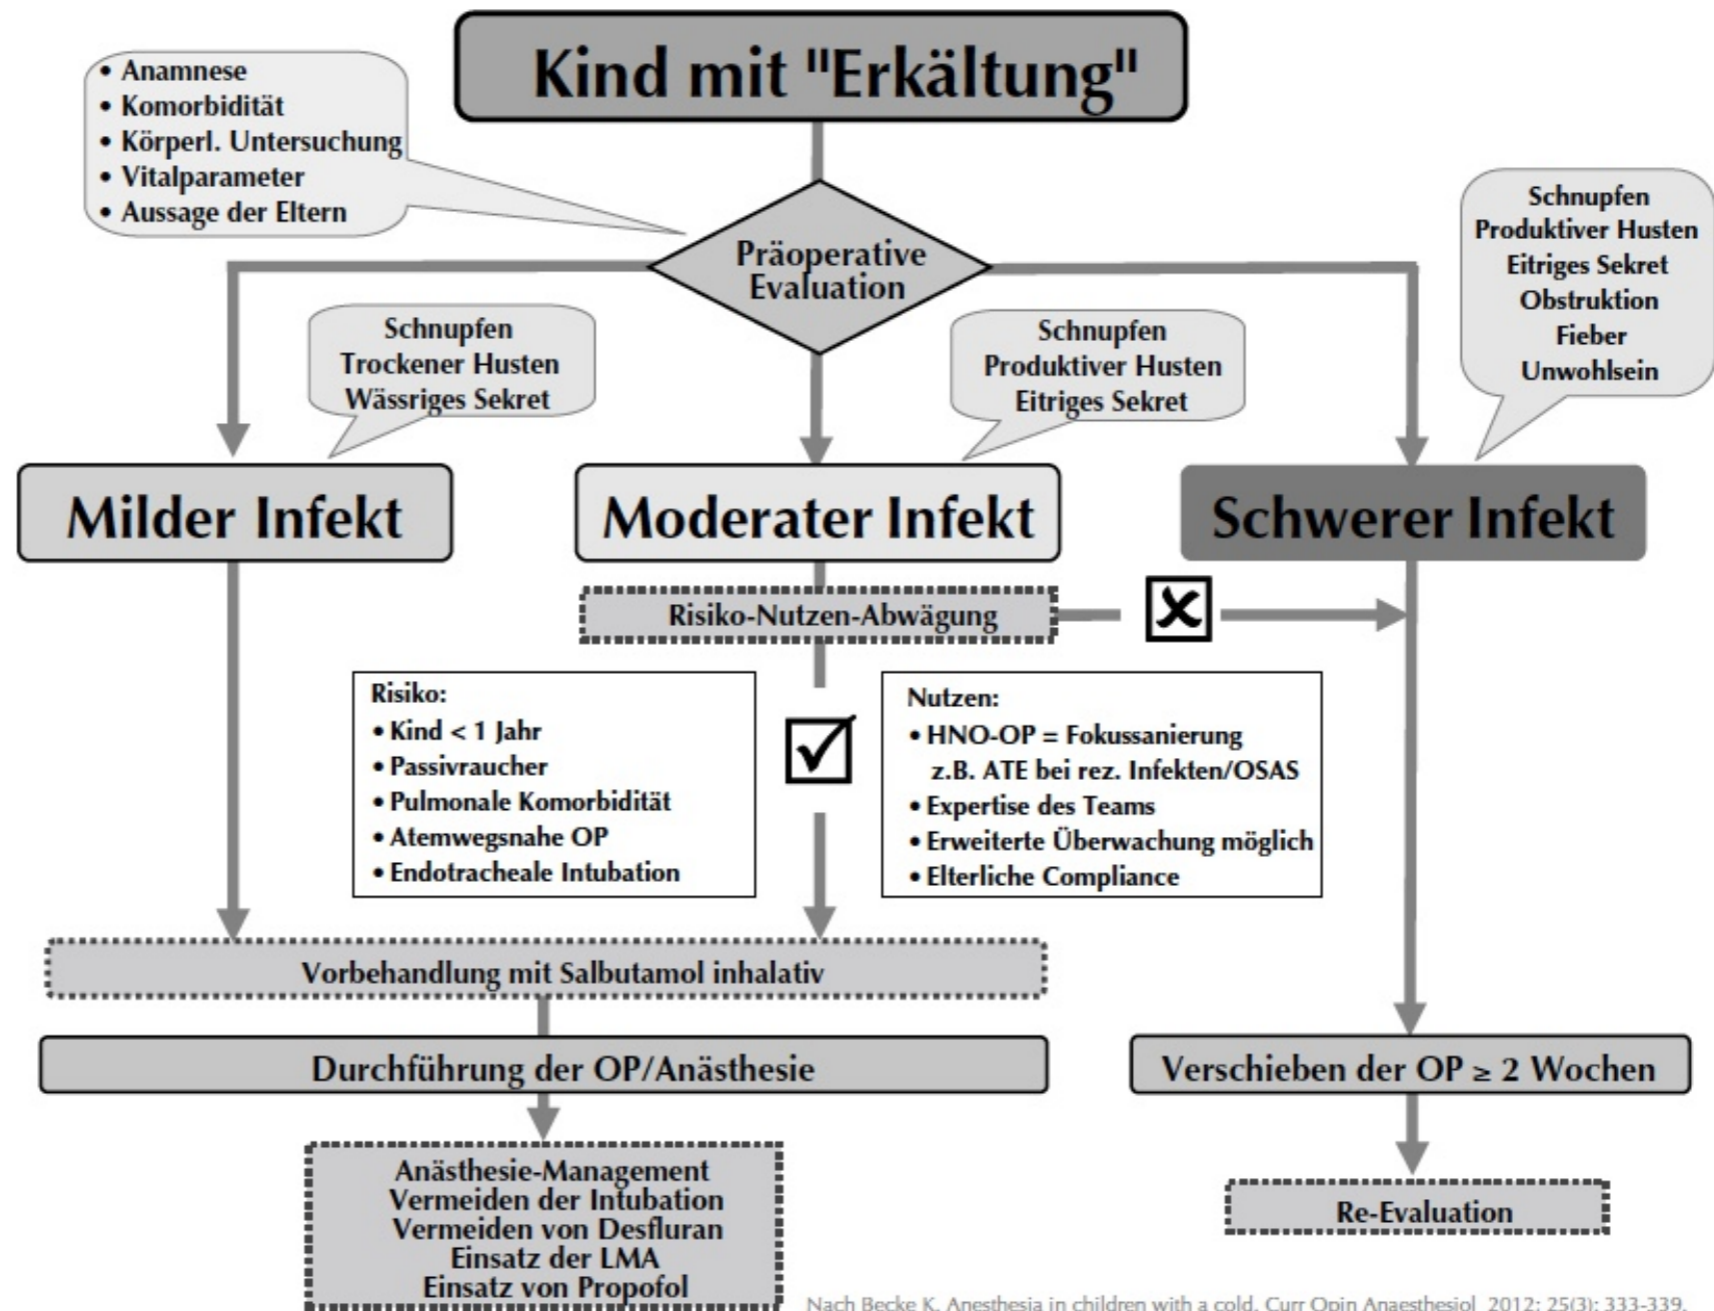 Kind mit "Erkältung"
• Anamnese
• Komorbidität
• Körperl. Untersuchung
• Vitalparameter
• Aussage der Eltern
Präoperative
Evaluation
Schnupfen
Trockener Husten
Wässriges Sekret
Schnupfen
Produktiver Husten
Eitriges Sekret
Schnupfen
Produktiver Husten
Eitriges Sekret
Obstruktion
Fieber
Unwohlsein
Milder Infekt
Moderater Infekt
Schwerer Infekt
Risiko-Nutzen-Abwägung
Risiko:
• Kind < 1 Jahr
• Passivraucher
• Pulmonale Komorbidität
• Atemwegsnahe OP
• Endotracheale Intubation
Nutzen:
• HNO-OP = Fokussanierung
z.B. ATE bei rez. Infekten/OSAS
• Expertise des Teams
• Erweiterte Überwachung möglich
• Elterliche Compliance
Vorbehandlung mit Salbutamol inhalativ
Durchführung der OP/Anästhesie
Verschieben der OP ≥ 2 Wochen
Anästhesie-Management
Vermeiden der Intubation
Vermeiden von Desfluran
Einsatz der LMA
Einsatz von Propofol
Re-Evaluation
Nach Becke K. Anesthesia in children with a cold. Curr Opin Anaesthesiol 2012; 25(3): 333-339.